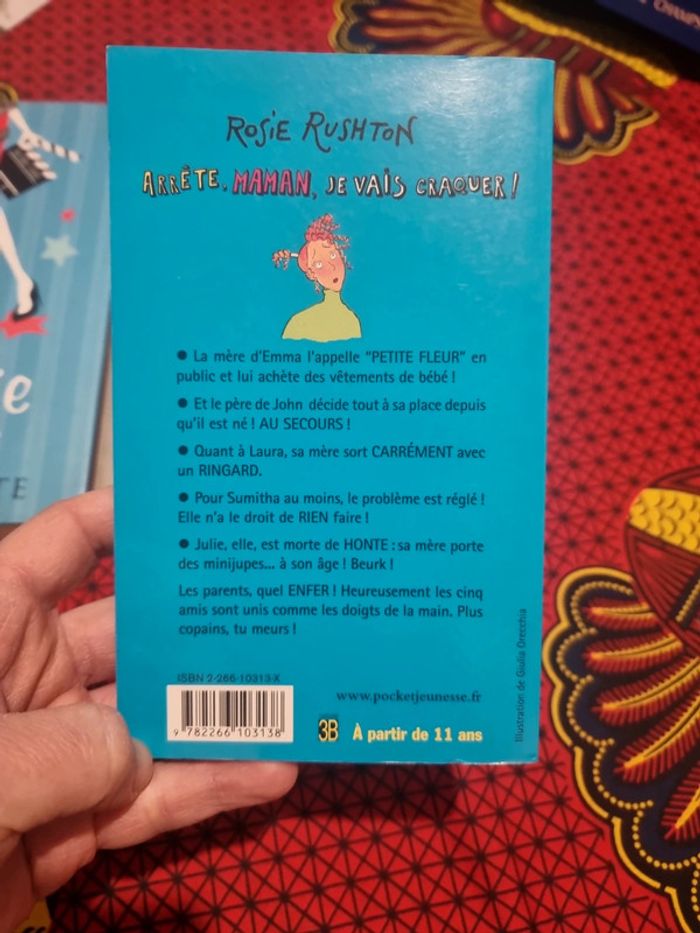 ROSIE RUSHTON
ARRÊTE, MAMAN, JE VAIS CRAQUER !
● La mère d'Emma l'appelle "PETITE FLEUR" en
public et lui achète des vêtements de bébé !
● Et le père de John décide tout à sa place depuis
qu'il est né ! AU SECOURS !
● Quant à Laura, sa mère sort CARRÉMENT avec
un RINGARD.
● Pour Sumitha au moins, le problème est réglé !
Elle n'a le droit de RIEN faire !
● Julie, elle, est morte de HONTE : sa mère porte
des minijupes... à son âge ! Beurk !
Les parents, quel ENFER ! Heureusement les cinq
amis sont unis comme les doigts de la main. Plus
copains, tu meurs !
ISBN 2-266-10313-X
www.pocketjeunesse.fr
9 782266 103138
3B À partir de 11 ans
Illustration de Giulia Orecchia